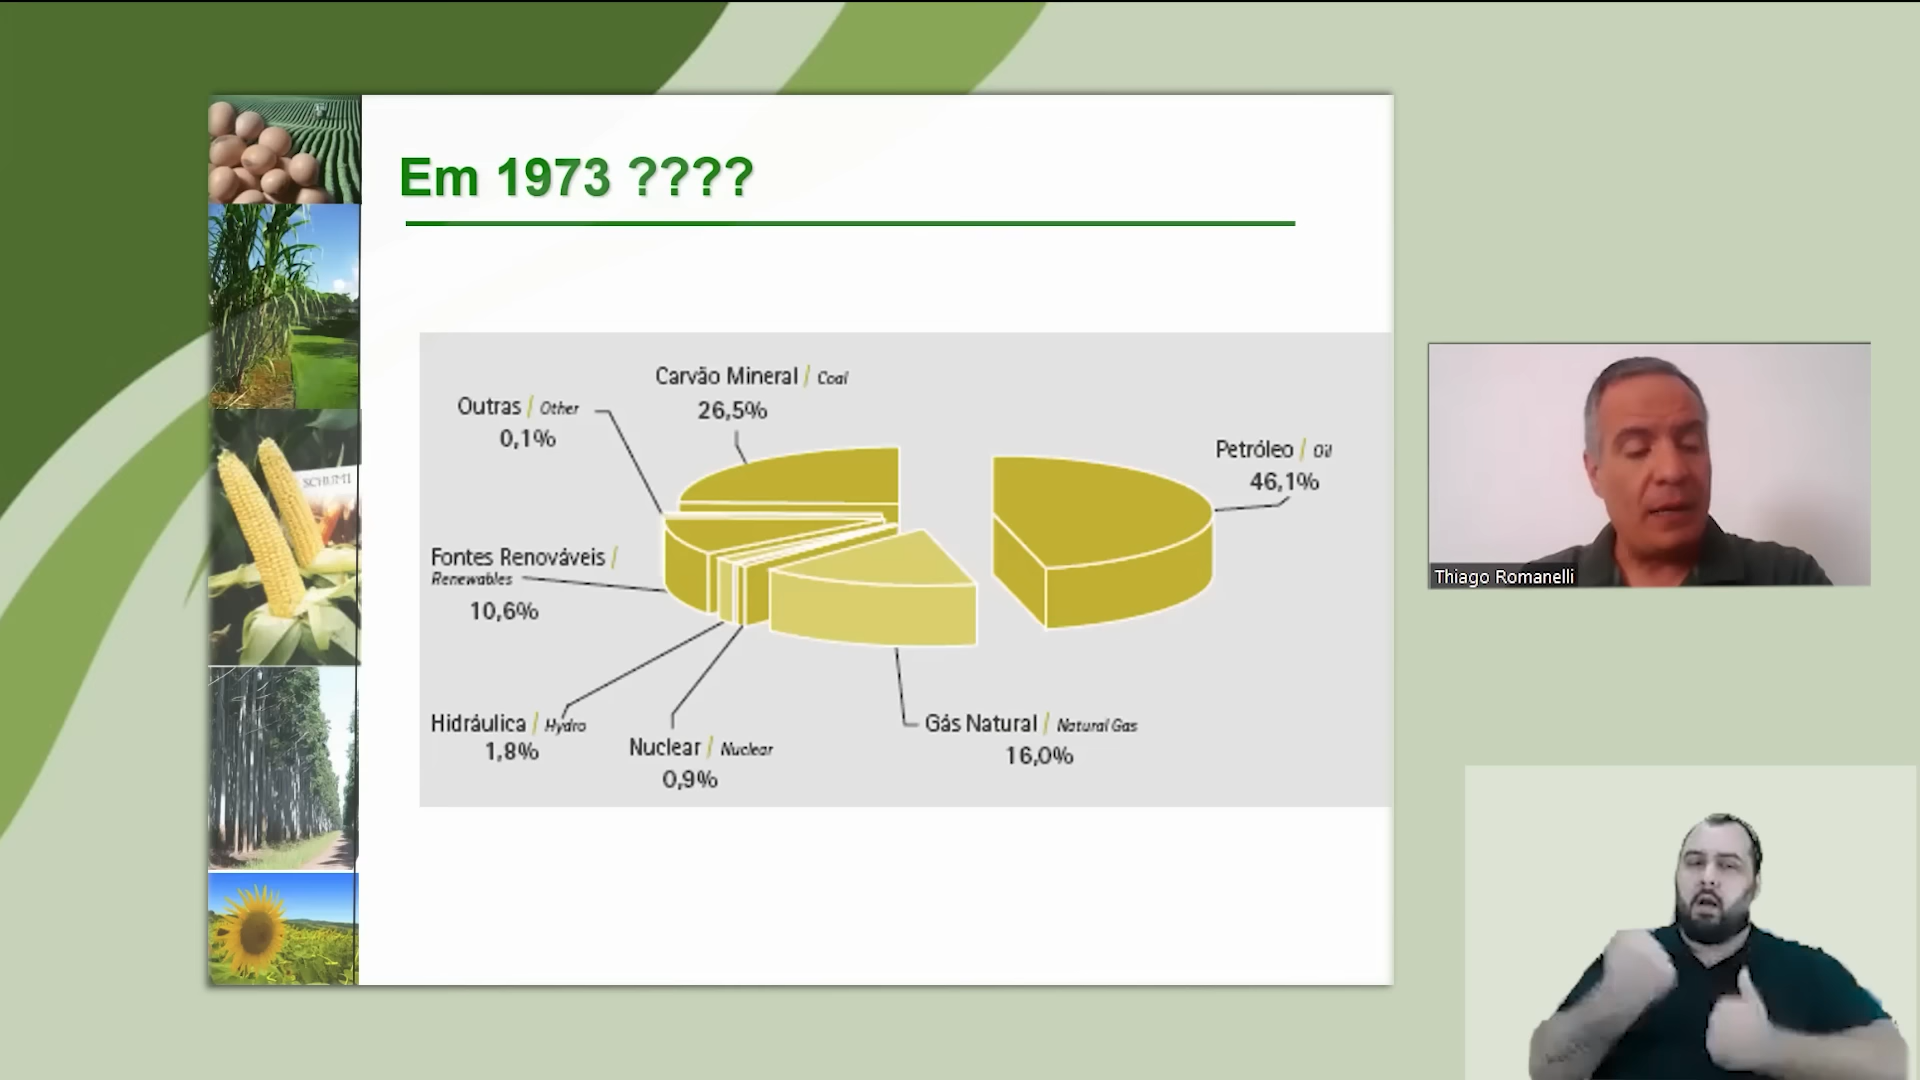 Em 1973 ????
Carvão Mineral / Coal
26,5%
Outras / Other
0,1%
Petróleo / Oil
46,1%
Fontes Renováveis /
Renewables
10,6%
Hidráulica / Hydro
1,8%
Nuclear / Nuclear
0,9%
Gás Natural / Natural Gas
16,0%
Thiago Romanelli